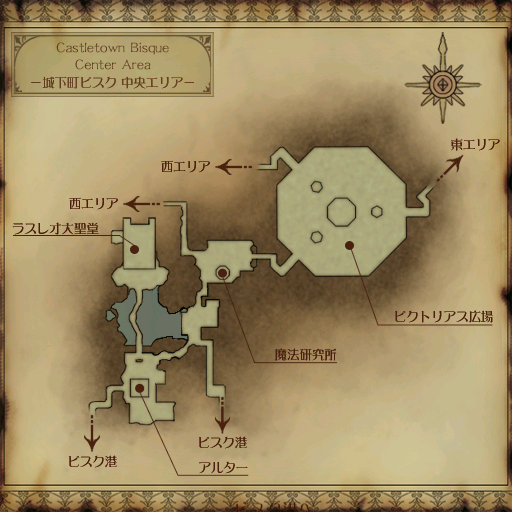 Castletown Bisque
Center Area
－城下町ビスク 中央エリア－
東エリア
西エリア
西エリア
ラスレオ大聖堂
ビクトリアス広場
魔法研究所
ビスク港
ビスク港
アルター